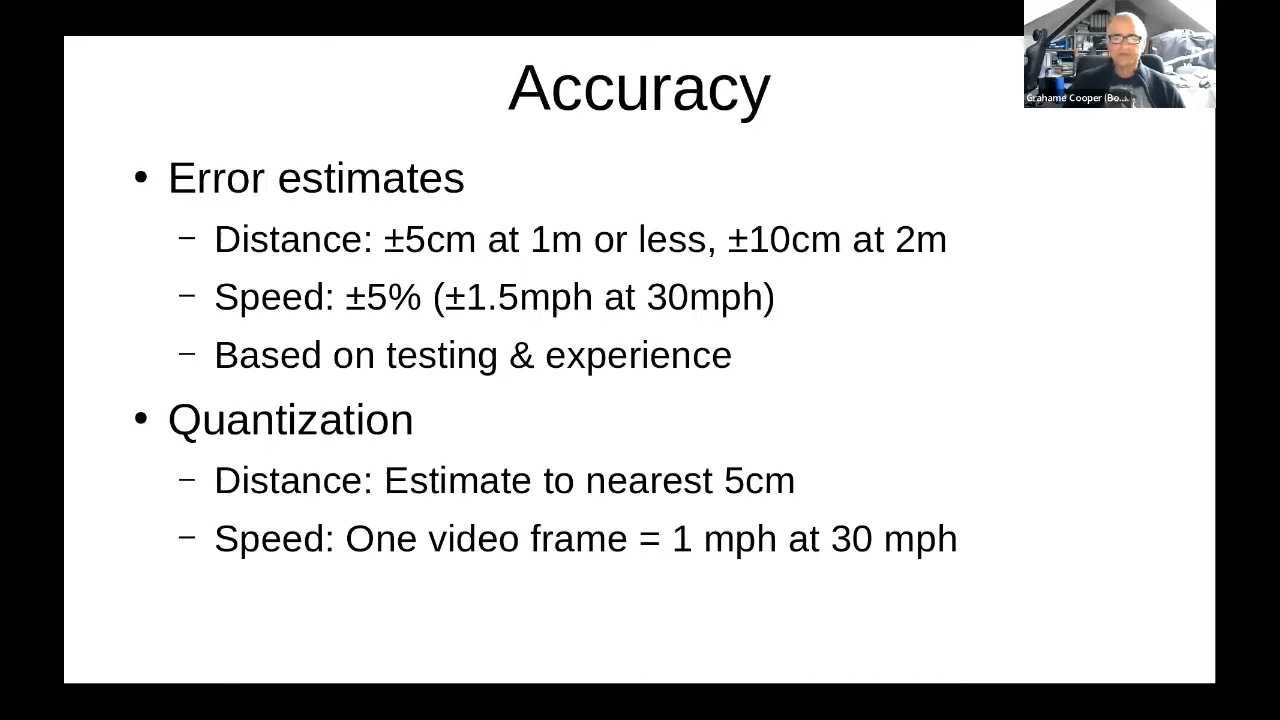 Accuracy
Grahame Cooper (Bo...
• Error estimates
– Distance: ±5cm at 1m or less, ±10cm at 2m
– Speed: ±5% (±1.5mph at 30mph)
– Based on testing & experience
• Quantization
– Distance: Estimate to nearest 5cm
– Speed: One video frame = 1 mph at 30 mph